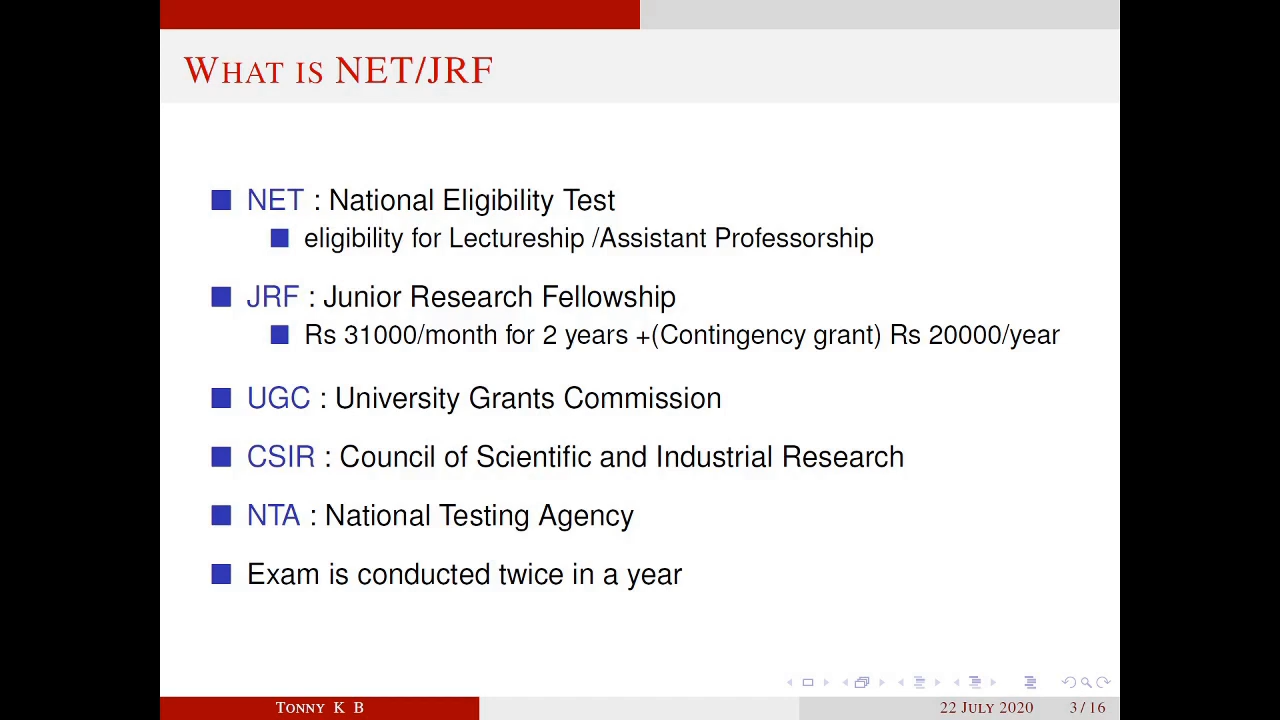 WHAT IS NET/JRF
NET : National Eligibility Test
eligibility for Lectureship /Assistant Professorship
JRF : Junior Research Fellowship
Rs 31000/month for 2 years +(Contingency grant) Rs 20000/year
UGC : University Grants Commission
CSIR : Council of Scientific and Industrial Research
NTA : National Testing Agency
Exam is conducted twice in a year
TONNY K B
22 JULY 2020
3 / 16